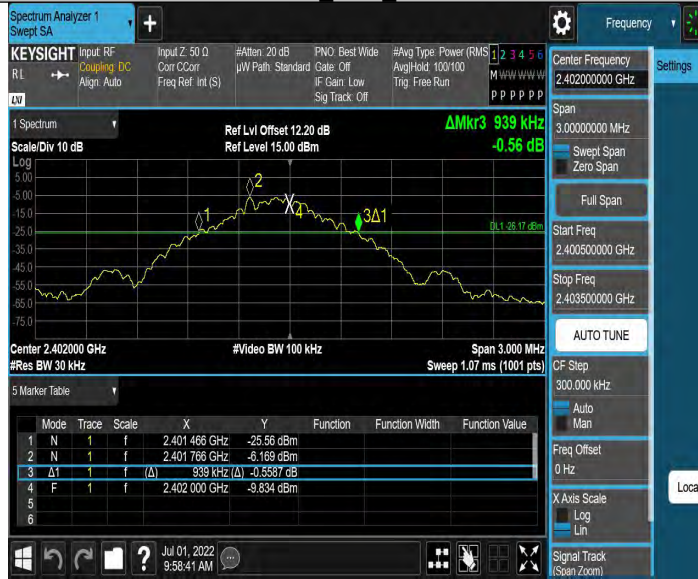 Spectrum Analyzer 1
Swept SA
Frequency
KEYSIGHT
RL
LXI
Input: RF
Coupling: DC
Align: Auto
Input Z: 50 Ω
Corr CCorr
Freq Ref: Int (S)
#Atten: 20 dB
µW Path: Standard
PNO: Best Wide
Gate: Off
IF Gain: Low
Sig Track: Off
#Avg Type: Power (RMS
Avg|Hold: 100/100
Trig: Free Run
1 2 3 4 5 6
M W W W W W
P P P P P P
1 Spectrum
Scale/Div 10 dB
Ref Lvl Offset 12.20 dB
Ref Level 15.00 dBm
ΔMkr3 939 kHz
-0.56 dB
Log
5.00
-5.00
-15.0
-25.0
-35.0
-45.0
-55.0
-65.0
-75.0
1
2
4
3Δ1
DL1 -26.17 dBm
Center 2.402000 GHz
#Res BW 30 kHz
#Video BW 100 kHz
Span 3.000 MHz
Sweep 1.07 ms (1001 pts)
5 Marker Table
Mode Trace Scale X Y Function Function Width Function Value
1 N 1 f 2.401 466 GHz -25.56 dBm
2 N 1 f 2.401 766 GHz -6.169 dBm
3 Δ1 1 f (Δ) 939 kHz (Δ) -0.5587 dB
4 F 1 f 2.402 000 GHz -9.834 dBm
5
6
Jul 01, 2022
9:58:41 AM
Center Frequency
2.402000000 GHz
Span
3.00000000 MHz
Swept Span
Zero Span
Full Span
Start Freq
2.400500000 GHz
Stop Freq
2.403500000 GHz
AUTO TUNE
CF Step
300.000 kHz
Auto
Man
Freq Offset
0 Hz
X Axis Scale
Log
Lin
Signal Track
(Span Zoom)
Settings
Loca